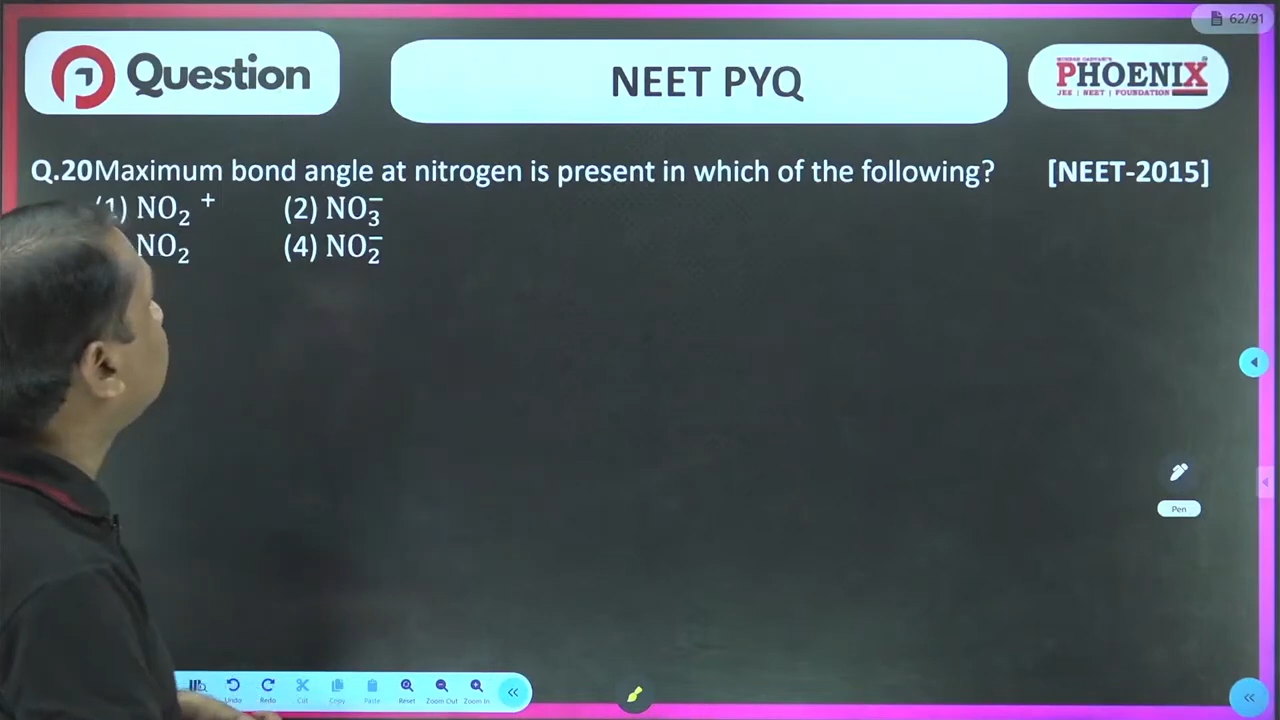 62/91
Question
NEET PYQ
PHOENIX
JEE | NEET | FOUNDATION
Q.20 Maximum bond angle at nitrogen is present in which of the following? [NEET-2015]
(1) NO₂ ⁺ (2) NO₃⁻
NO₂ (4) NO₂⁻
Pen
Undo Redo Cut Copy Paste Reset Zoom Out Zoom In